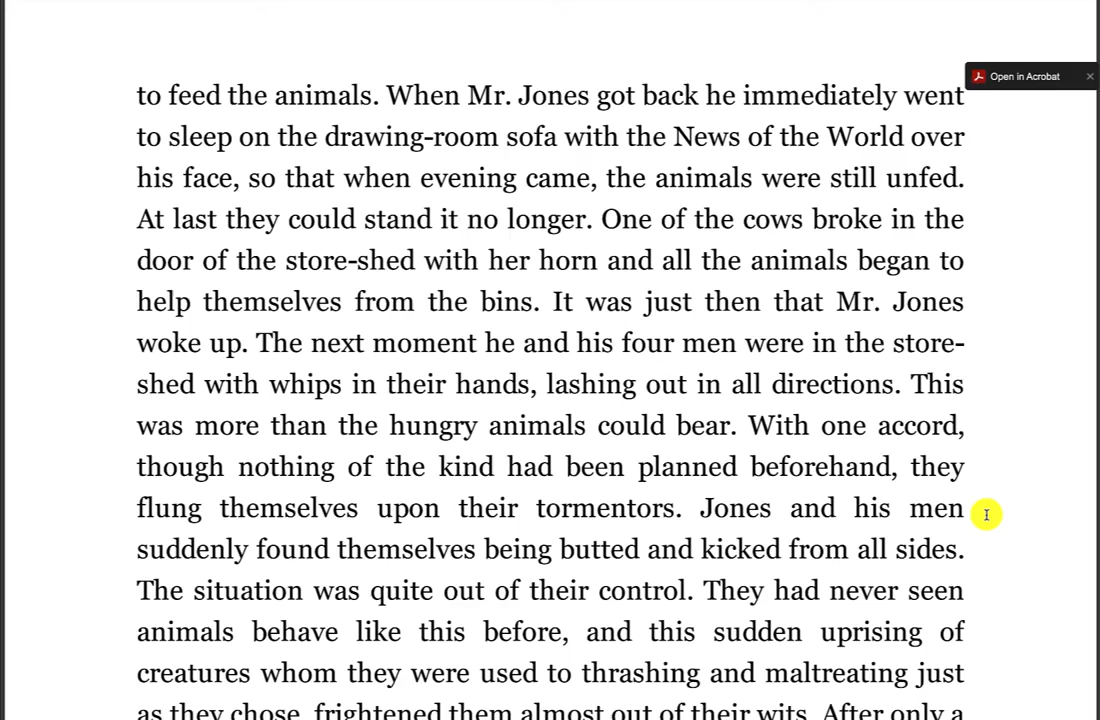 Open in Acrobat
to feed the animals. When Mr. Jones got back he immediately went
to sleep on the drawing-room sofa with the News of the World over
his face, so that when evening came, the animals were still unfed.
At last they could stand it no longer. One of the cows broke in the
door of the store-shed with her horn and all the animals began to
help themselves from the bins. It was just then that Mr. Jones
woke up. The next moment he and his four men were in the store-
shed with whips in their hands, lashing out in all directions. This
was more than the hungry animals could bear. With one accord,
though nothing of the kind had been planned beforehand, they
flung themselves upon their tormentors. Jones and his men
suddenly found themselves being butted and kicked from all sides.
The situation was quite out of their control. They had never seen
animals behave like this before, and this sudden uprising of
creatures whom they were used to thrashing and maltreating just
as they chose, frightened them almost out of their wits. After only a